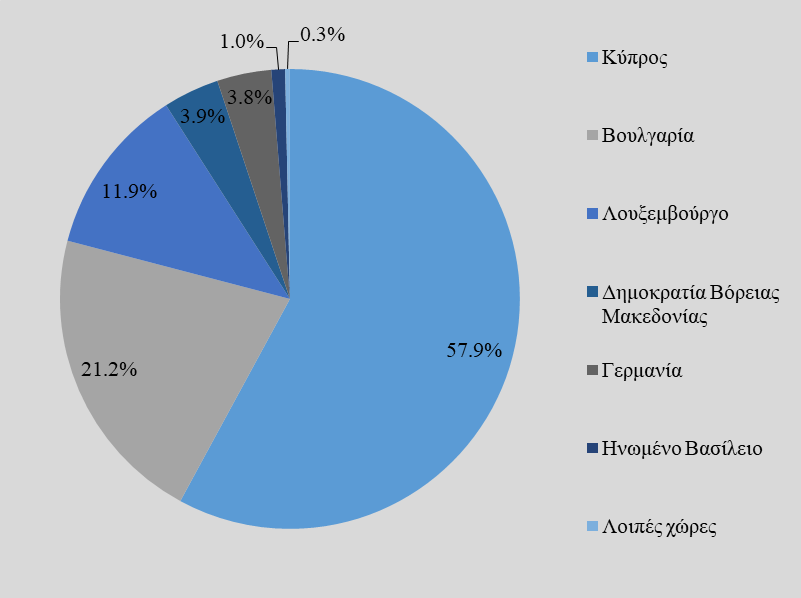 1.0%
0.3%
3.8%
3.9%
11.9%
21.2%
57.9%
Κύπρος
Βουλγαρία
Λουξεμβούργο
Δημοκρατία Βόρειας
Μακεδονίας
Γερμανία
Ηνωμένο Βασίλειο
Λοιπές χώρες